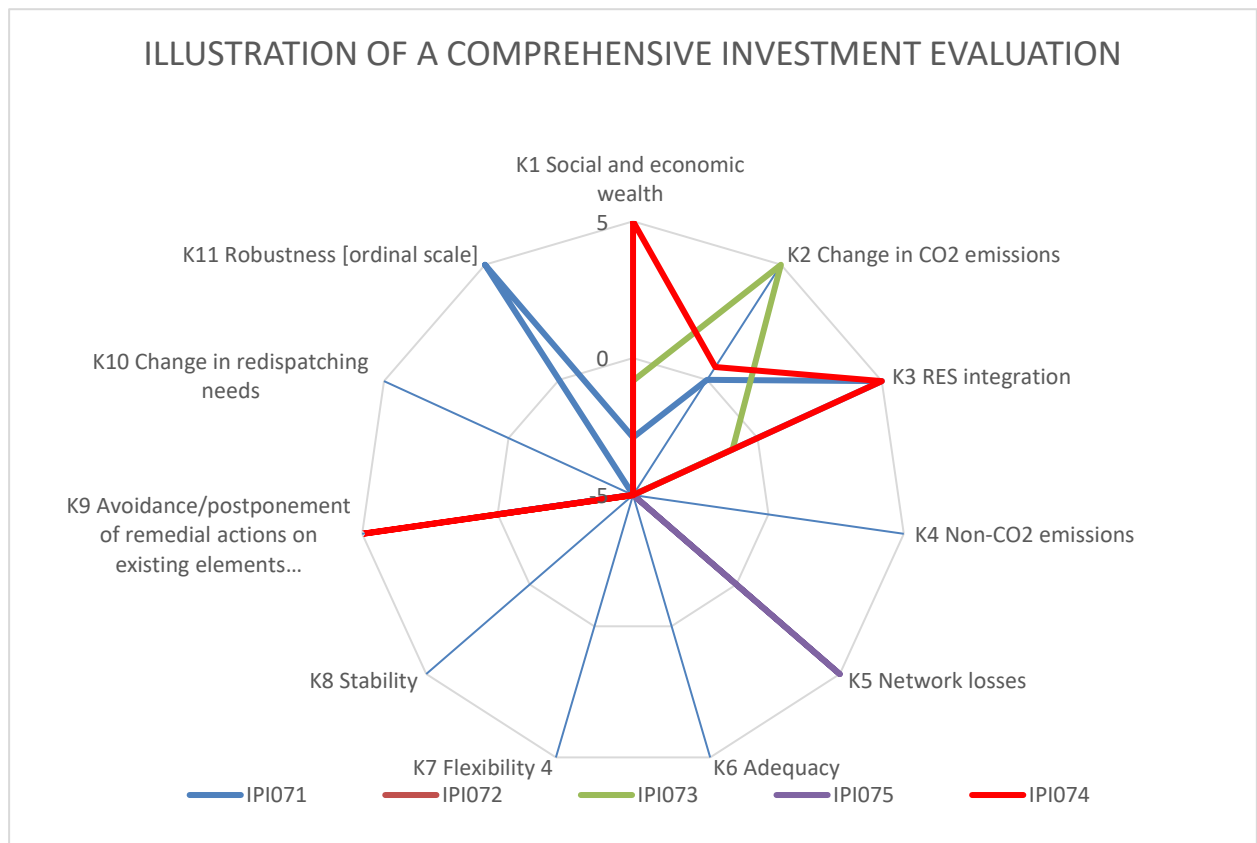 ILLUSTRATION OF A COMPREHENSIVE INVESTMENT EVALUATION
K1 Social and economic
wealth
5
K2 Change in CO2 emissions
K11 Robustness [ordinal scale]
0
K10 Change in redispatching
needs
K3 RES integration
-5
K9 Avoidance/postponement
of remedial actions on
existing elements…
K4 Non-CO2 emissions
K8 Stability
K5 Network losses
K7 Flexibility 4
K6 Adequacy
IPI071 IPI072 IPI073 IPI075 IPI074